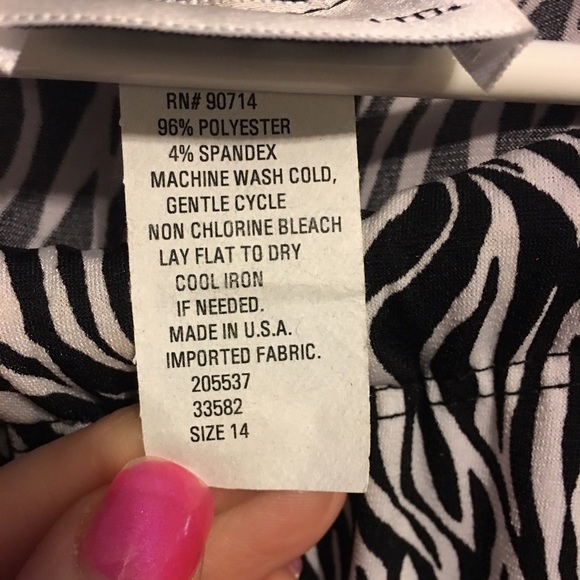 RN# 90714
96% POLYESTER
4% SPANDEX
MACHINE WASH COLD,
GENTLE CYCLE
NON CHLORINE BLEACH
LAY FLAT TO DRY
COOL IRON
IF NEEDED.
MADE IN U.S.A.
IMPORTED FABRIC.
205537
33582
SIZE 14